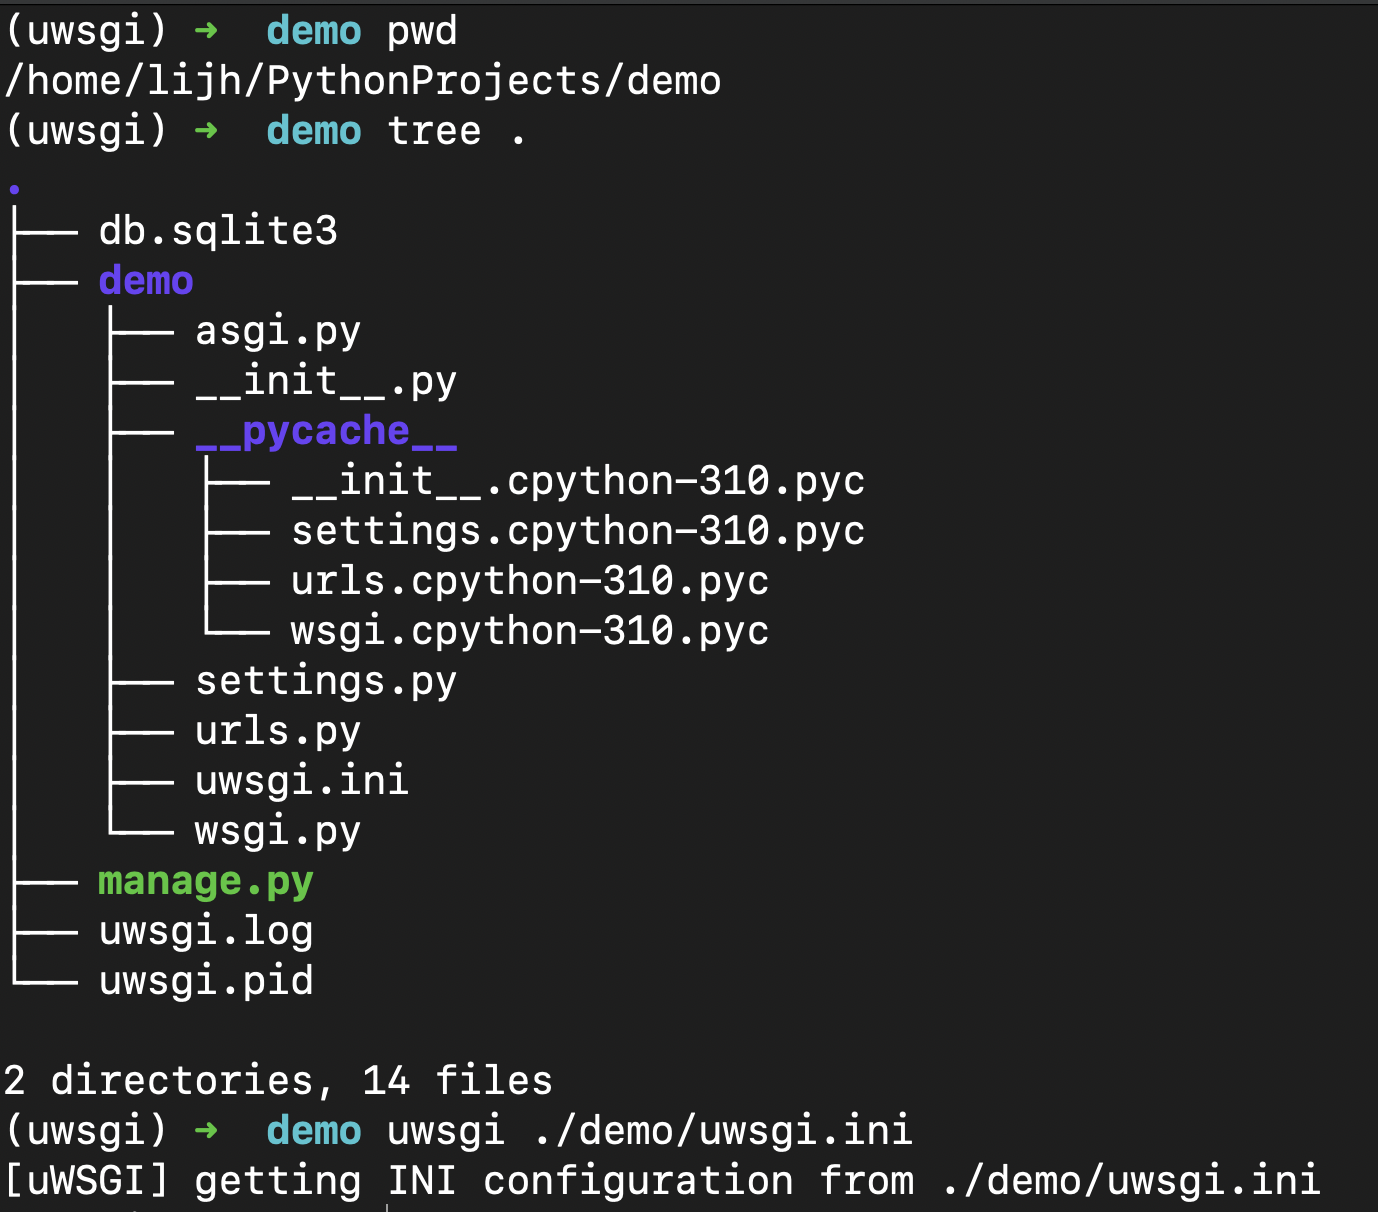 (uwsgi) ➜  demo pwd
/home/lijh/PythonProjects/demo
(uwsgi) ➜  demo tree .
.
├── db.sqlite3
├── demo
│   ├── asgi.py
│   ├── __init__.py
│   ├── __pycache__
│   │   ├── __init__.cpython-310.pyc
│   │   ├── settings.cpython-310.pyc
│   │   ├── urls.cpython-310.pyc
│   │   └── wsgi.cpython-310.pyc
│   ├── settings.py
│   ├── urls.py
│   ├── uwsgi.ini
│   └── wsgi.py
├── manage.py
├── uwsgi.log
└── uwsgi.pid
2 directories, 14 files
(uwsgi) ➜  demo uwsgi ./demo/uwsgi.ini
[uWSGI] getting INI configuration from ./demo/uwsgi.ini